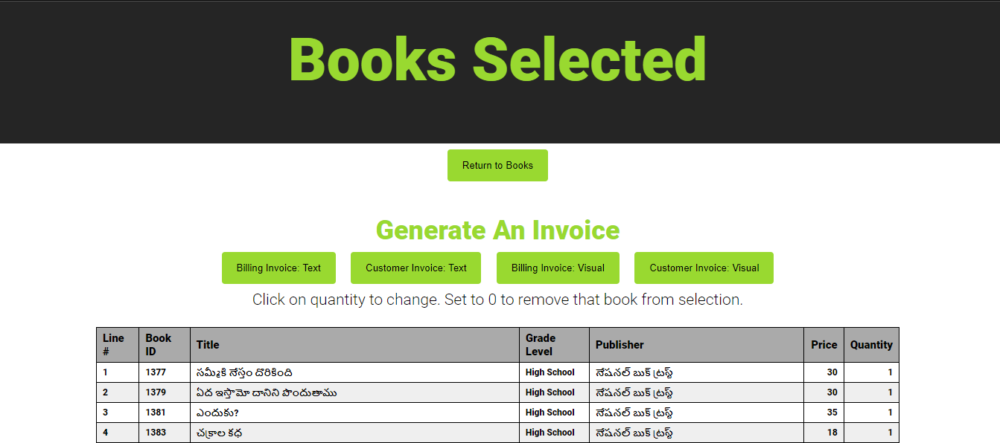 Books Selected
Return to Books
Generate An Invoice
Billing Invoice: Text Customer Invoice: Text Billing Invoice: Visual Customer Invoice: Visual
Click on quantity to change. Set to 0 to remove that book from selection.
Line # Book ID Title Grade Level Publisher Price Quantity
1 1377 సమ్మీకి నేస్తం దొరికింది High School నేషనల్ బుక్ ట్రస్ట్ 30 1
2 1379 ఏద ఇస్తామో దానిని పొందుతాము High School నేషనల్ బుక్ ట్రస్ట్ 30 1
3 1381 ఎందుకు? High School నేషనల్ బుక్ ట్రస్ట్ 35 1
4 1383 చక్రాల కధ High School నేషనల్ బుక్ ట్రస్ట్ 18 1